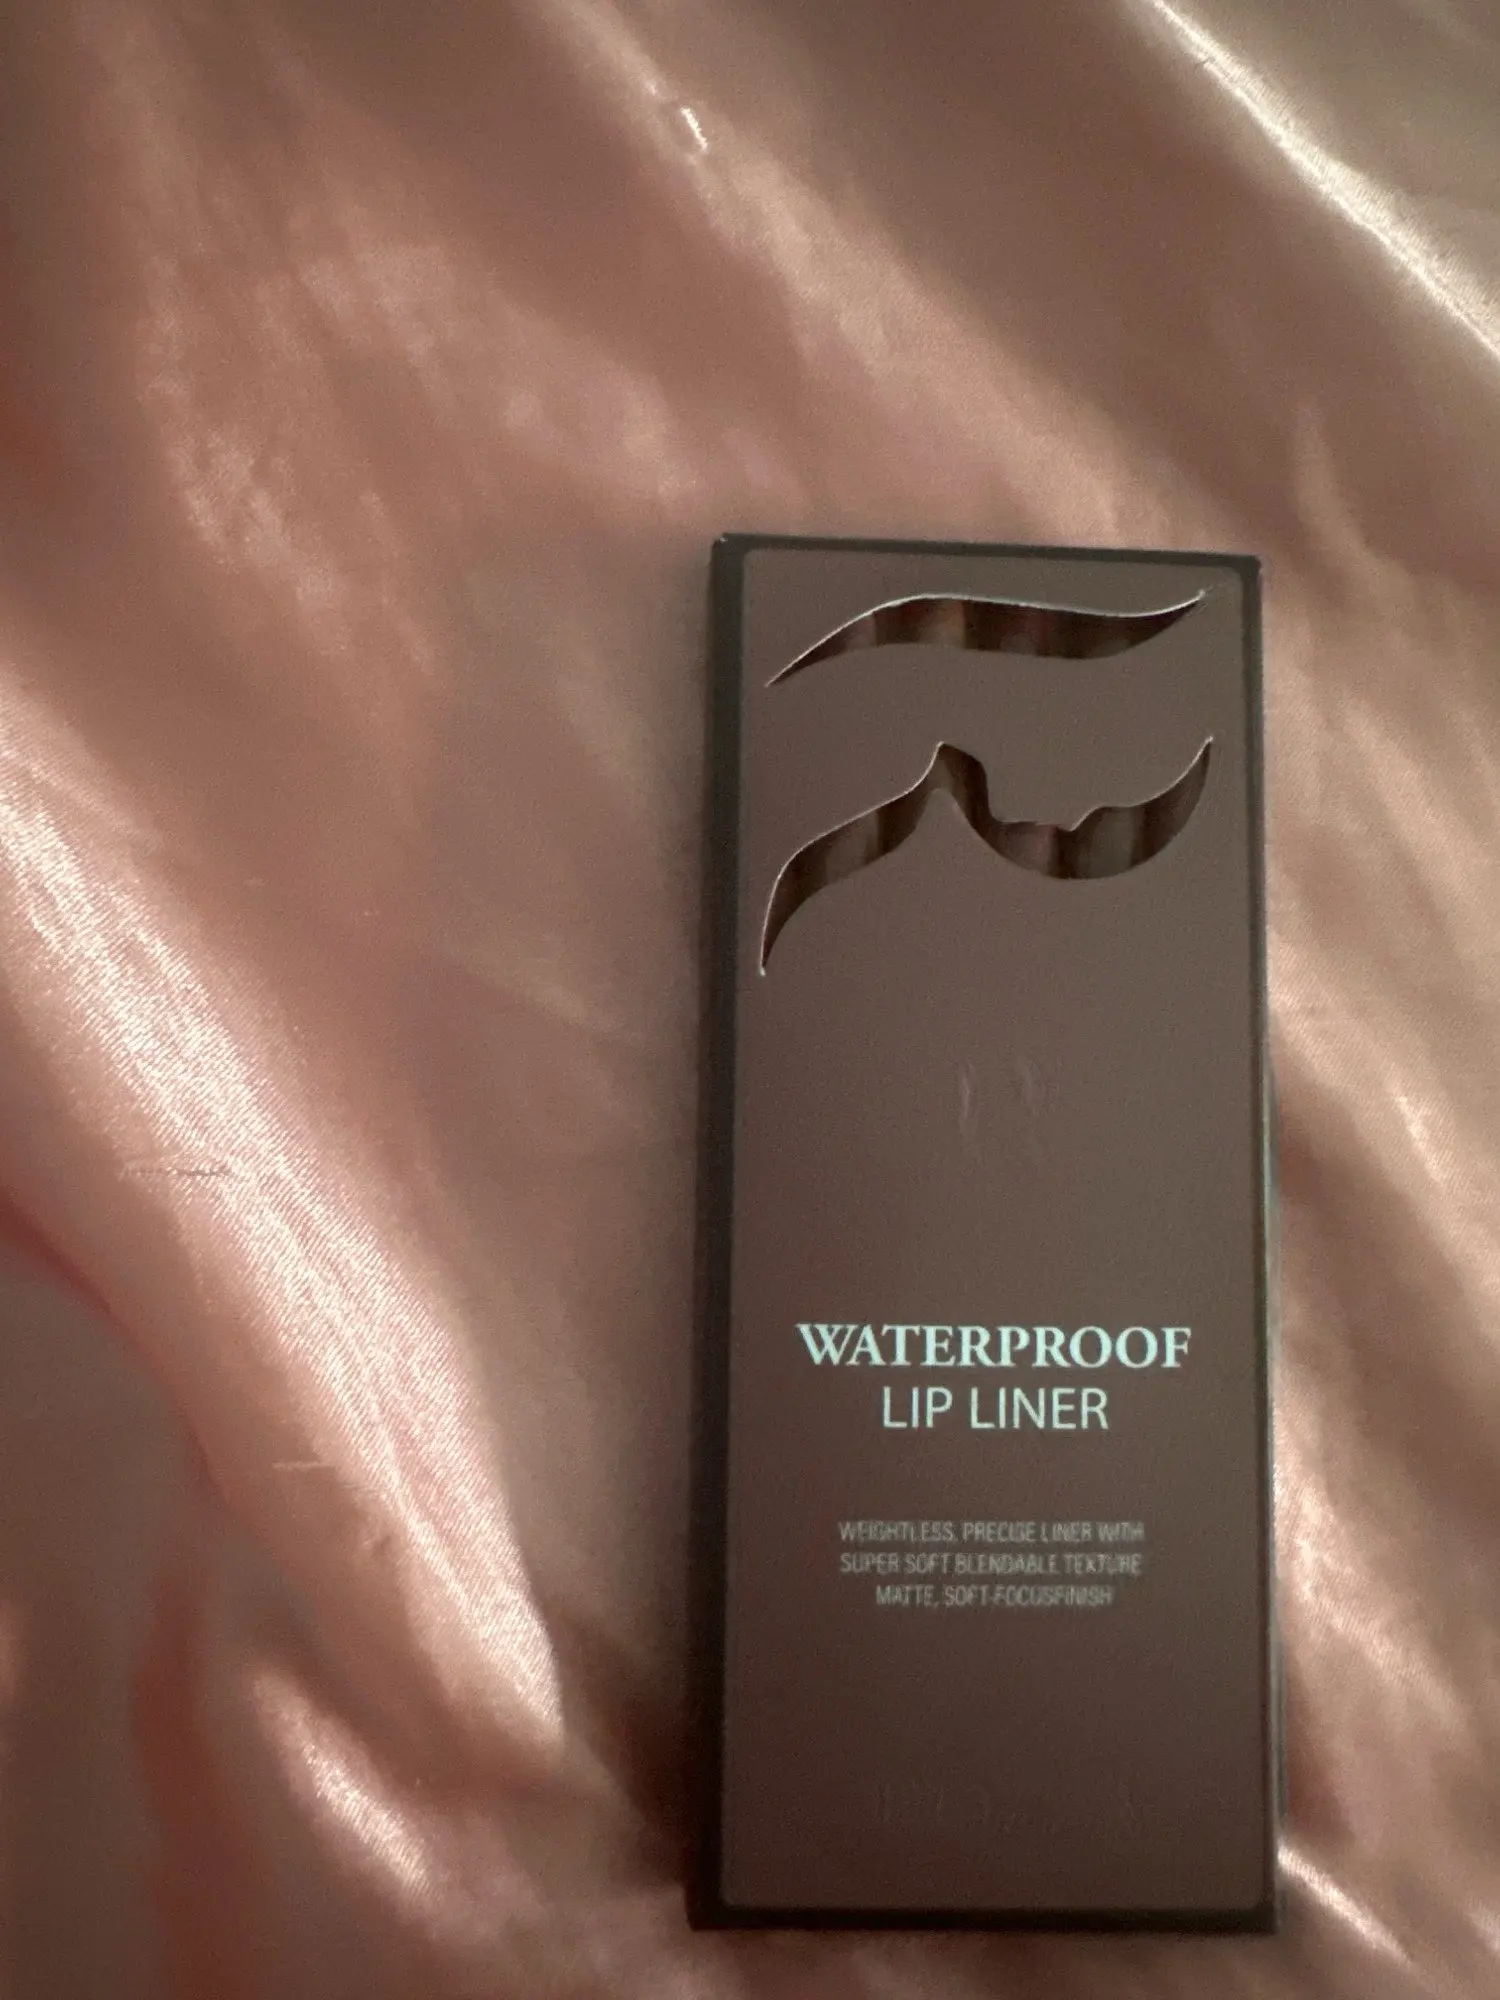 WATERPROOF
LIP LINER
WEIGHTLESS, PRECISE LINER WITH
SUPER SOFT BLENDABLE TEXTURE
MATTE, SOFT-FOCUSFINISH